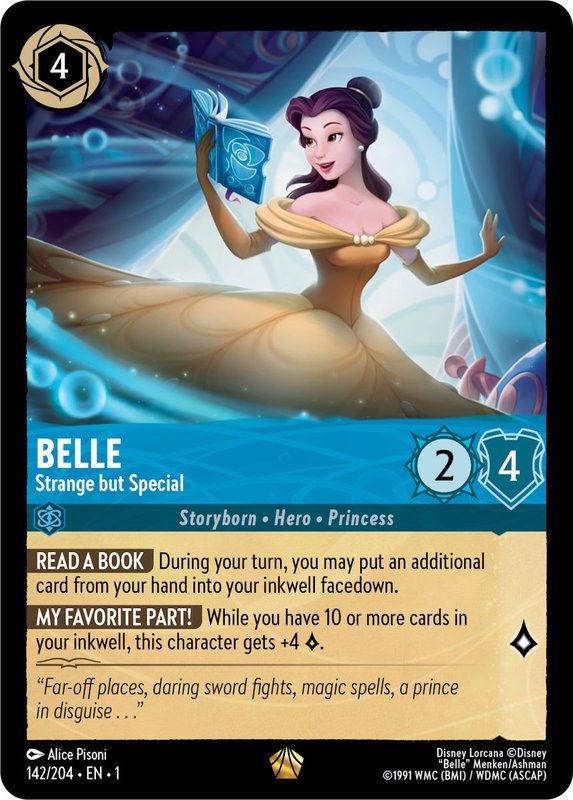 4
BELLE
Strange but Special
2
4
Storyborn • Hero • Princess
READ A BOOK During your turn, you may put an additional
card from your hand into your inkwell facedown.
MY FAVORITE PART! While you have 10 or more cards in
your inkwell, this character gets +4 .
“Far-off places, daring sword fights, magic spells, a prince
in disguise . . .”
Alice Pisoni
142/204 • EN • 1
Disney Lorcana ©Disney
“Belle” Menken/Ashman
©1991 WMC (BMI) / WDMC (ASCAP)